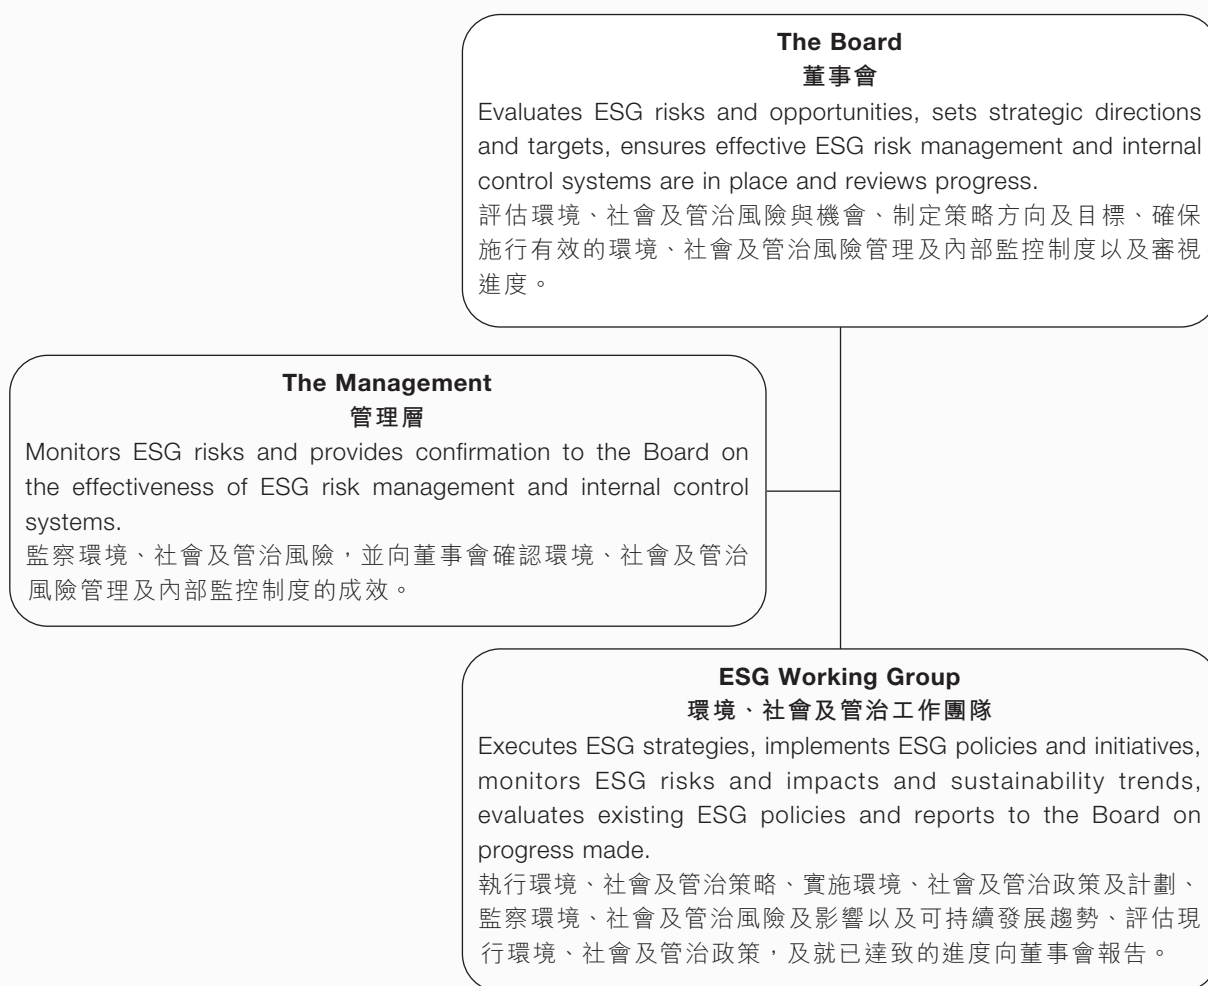 The Board
董事會
Evaluates ESG risks and opportunities, sets strategic directions
and targets, ensures effective ESG risk management and internal
control systems are in place and reviews progress.
評估環境、社會及管治風險與機會、制定策略方向及目標、確保
施行有效的環境、社會及管治風險管理及內部監控制度以及審視
進度。
The Management
管理層
Monitors ESG risks and provides confirmation to the Board on
the effectiveness of ESG risk management and internal control
systems.
監察環境、社會及管治風險，並向董事會確認環境、社會及管治
風險管理及內部監控制度的成效。
ESG Working Group
環境、社會及管治工作團隊
Executes ESG strategies, implements ESG policies and initiatives,
monitors ESG risks and impacts and sustainability trends,
evaluates existing ESG policies and reports to the Board on
progress made.
執行環境、社會及管治策略、實施環境、社會及管治政策及計劃、
監察環境、社會及管治風險及影響以及可持續發展趨勢、評估現
行環境、社會及管治政策，及就已達致的進度向董事會報告。